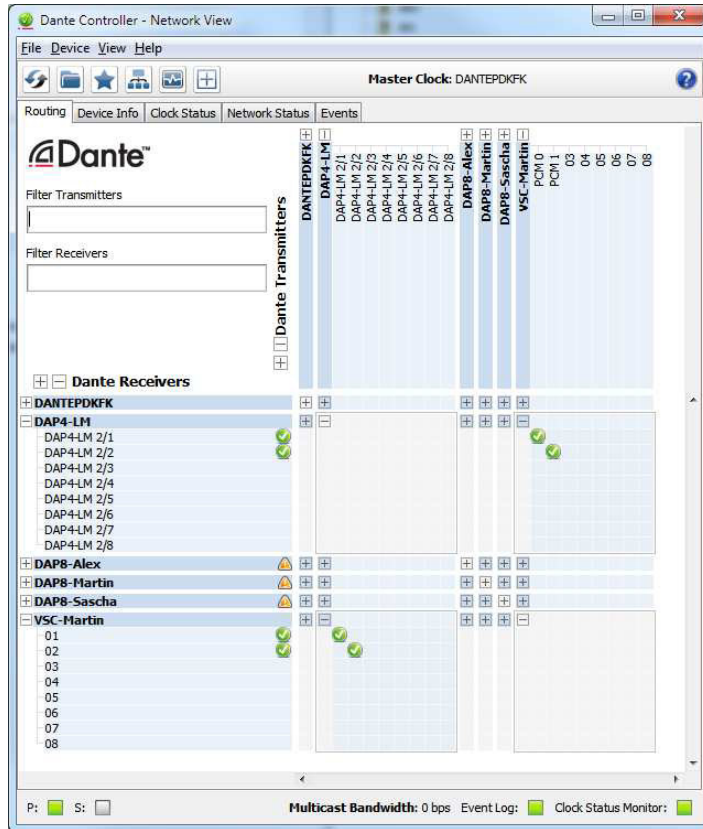 Dante Controller - Network View
File Device View Help
Master Clock: DANTEPDKFK
Routing Device Info Clock Status Network Status Events
Dante™
Filter Transmitters
Filter Receivers
Dante Transmitters
DANTEPDKFK
DAP4-LM
DAP4-LM 2/1
DAP4-LM 2/2
DAP4-LM 2/3
DAP4-LM 2/4
DAP4-LM 2/5
DAP4-LM 2/6
DAP4-LM 2/7
DAP4-LM 2/8
DAP8-Alex
DAP8-Martin
DAP8-Sascha
VSC-Martin
PCM 0
PCM 1
03
04
05
06
07
08
Dante Receivers
DANTEPDKFK
DAP4-LM
DAP4-LM 2/1
DAP4-LM 2/2
DAP4-LM 2/3
DAP4-LM 2/4
DAP4-LM 2/5
DAP4-LM 2/6
DAP4-LM 2/7
DAP4-LM 2/8
DAP8-Alex
DAP8-Martin
DAP8-Sascha
VSC-Martin
01
02
03
04
05
06
07
08
P: S: Multicast Bandwidth: 0 bps Event Log: Clock Status Monitor: